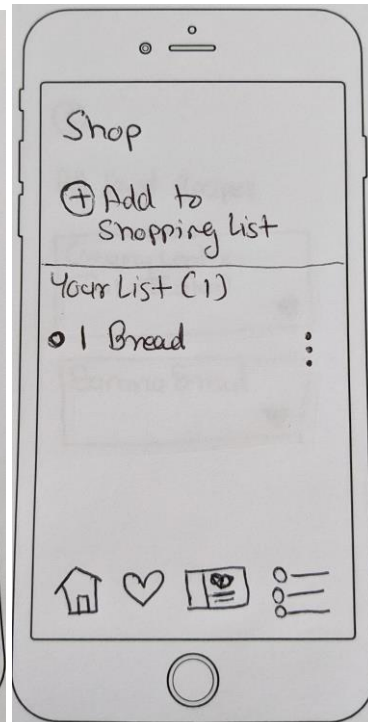 Shop
+ Add to
Shopping List
Your List (1)
1 Bread